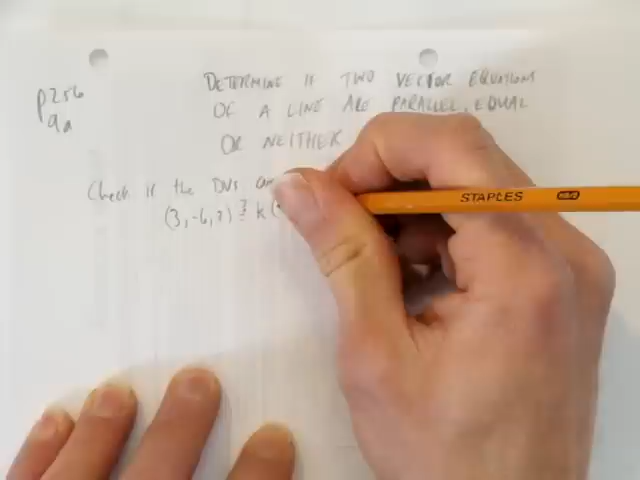 p256
9a
DETERMINE IF TWO VECTOR EQUATIONS
OF A LINE ARE PARALLEL, EQUAL
OR NEITHER
Check if the DVs
(3,-6, ≟ k(
STAPLES